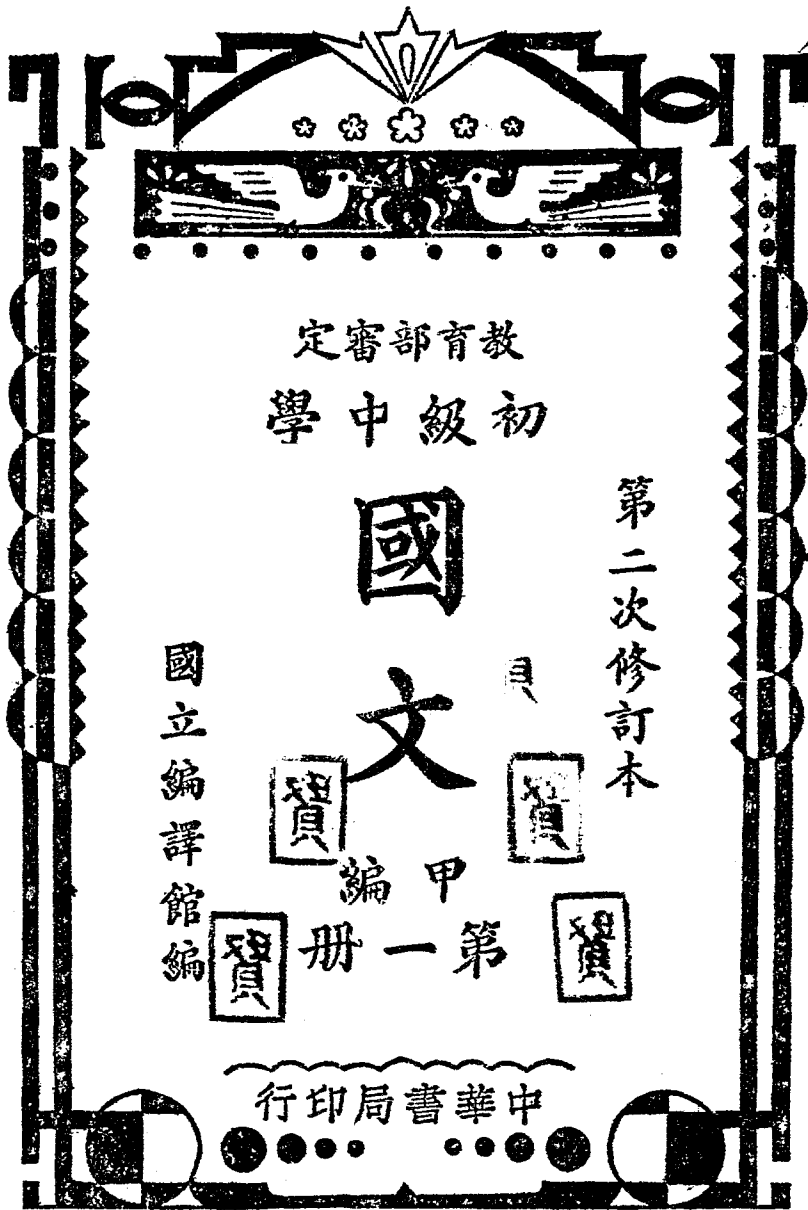 教育部審定
初級中學
第二次修訂本
國文
甲編
第一册
國立編譯館編
中華書局印行